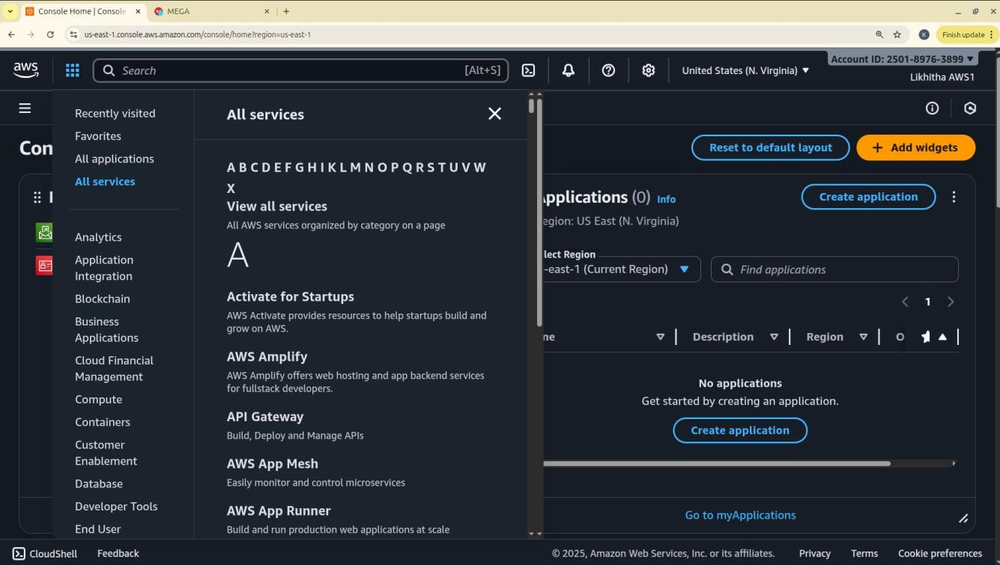 Console Home | Console
MEGA
us-east-1.console.aws.amazon.com/console/home?region=us-east-1
K
Finish update
aws
Search
[Alt+S]
United States (N. Virginia)
Account ID: 2501-8976-3899
Likhitha AWS1
Recently visited
Favorites
All applications
All services
Analytics
Application
Integration
Blockchain
Business
Applications
Cloud Financial
Management
Compute
Containers
Customer
Enablement
Database
Developer Tools
End User
All services
A B C D E F G H I K L M N O P Q R S T U V W
X
View all services
All AWS services organized by category on a page
A
Activate for Startups
AWS Activate provides resources to help startups build and
grow on AWS.
AWS Amplify
AWS Amplify offers web hosting and app backend services
for fullstack developers.
API Gateway
Build, Deploy and Manage APIs
AWS App Mesh
Easily monitor and control microservices
AWS App Runner
Build and run production web applications at scale
Con
Reset to default layout
+ Add widgets
pplications (0) Info
Create application
egion: US East (N. Virginia)
lect Region
-east-1 (Current Region)
Find applications
1
ne
Description
Region
O
No applications
Get started by creating an application.
Create application
Go to myApplications
CloudShell
Feedback
© 2025, Amazon Web Services, Inc. or its affiliates.
Privacy
Terms
Cookie preferences